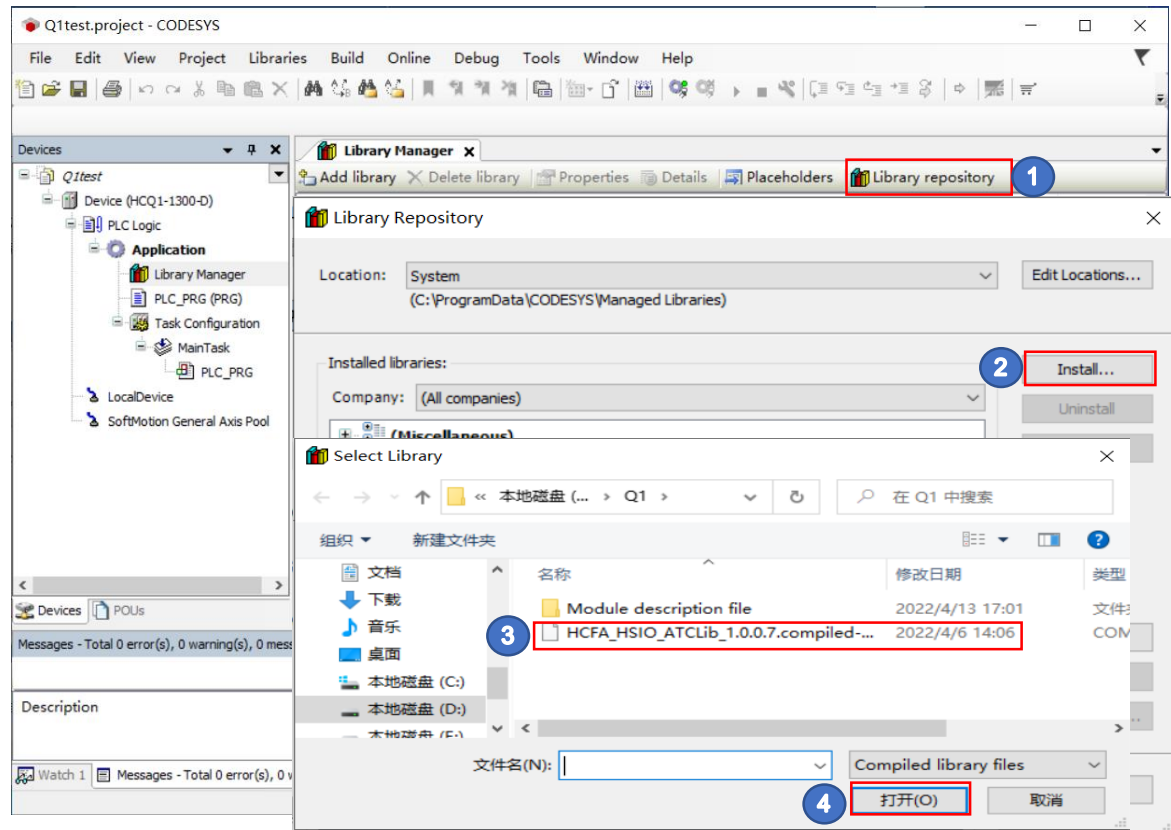 Q1test.project - CODESYS
File Edit View Project Libraries Build Online Debug Tools Window Help
Devices
Q1test
Device (HCQ1-1300-D)
PLC Logic
Application
Library Manager
PLC_PRG (PRG)
Task Configuration
MainTask
PLC_PRG
LocalDevice
SoftMotion General Axis Pool
Devices POUs
Messages - Total 0 error(s), 0 warning(s), 0 mess
Description
Watch 1 Messages - Total 0 error(s), 0 w
Library Manager
Add library Delete library Properties Details Placeholders Library repository 1
Library Repository
Location: System Edit Locations...
(C:\ProgramData\CODESYS\Managed Libraries)
Installed libraries: 2 Install...
Company: (All companies) Uninstall
(Miscellaneous)
Select Library
« 本地磁盘 (... › Q1 › 在 Q1 中搜索
组织 新建文件夹
文档
下载
音乐
桌面
本地磁盘 (C:)
本地磁盘 (D:)
本地磁盘 (E:)
名称 修改日期 类型
Module description file 2022/4/13 17:01 文件
3 HCFA_HSIO_ATCLib_1.0.0.7.compiled-... 2022/4/6 14:06 COM
文件名(N): Compiled library files
4 打开(O) 取消